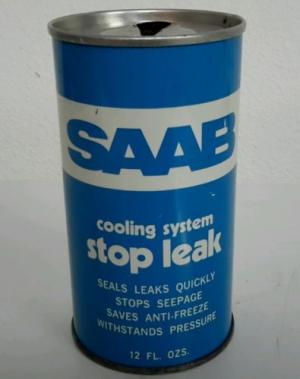 SAAB
cooling system
stop leak
SEALS LEAKS QUICKLY
STOPS SEEPAGE
SAVES ANTI-FREEZE
WITHSTANDS PRESSURE
12 FL. OZS.